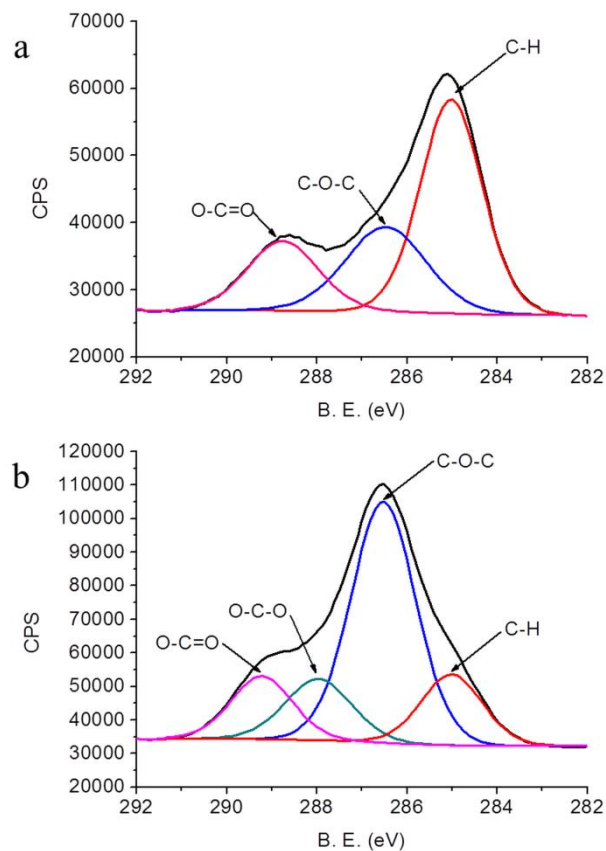 a
C-H
C-O-C
O-C=O
CPS
70000
60000
50000
40000
30000
20000
292 290 288 286 284 282
B. E. (eV)
b
C-O-C
O-C-O
O-C=O
C-H
CPS
120000
110000
100000
90000
80000
70000
60000
50000
40000
30000
20000
292 290 288 286 284 282
B. E. (eV)